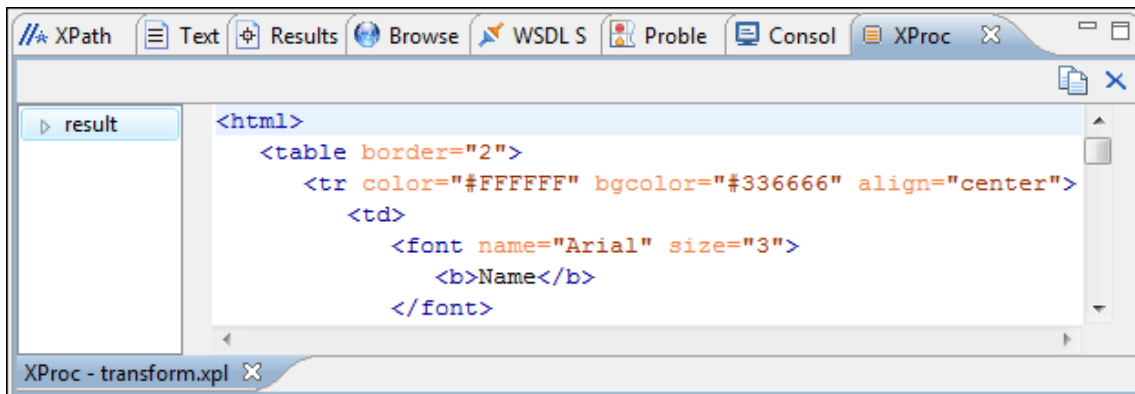 XPath Text Results Browse WSDL S Proble Consol XProc
result
<html>
<table border="2">
<tr color="#FFFFFF" bgcolor="#336666" align="center">
<td>
<font name="Arial" size="3">
<b>Name</b>
</font>
XProc - transform.xpl